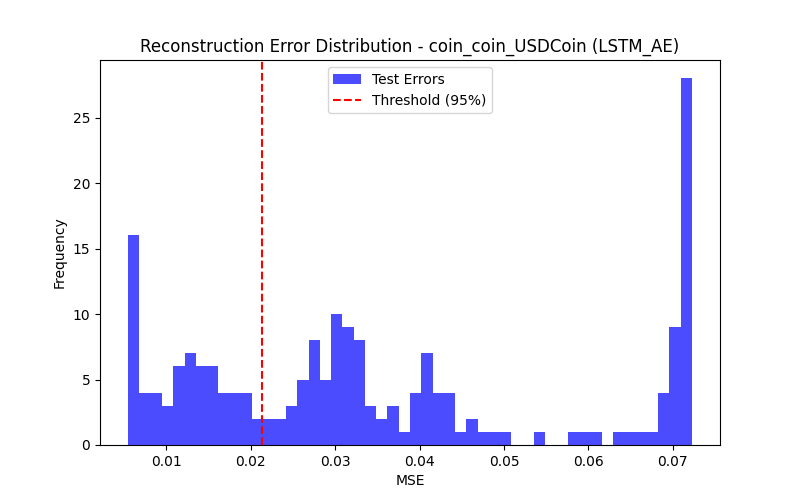 Reconstruction Error Distribution - coin_coin_USDCoin (LSTM_AE)
Test Errors
Threshold (95%)
Frequency
25
20
15
10
5
0
0.01 0.02 0.03 0.04 0.05 0.06 0.07
MSE